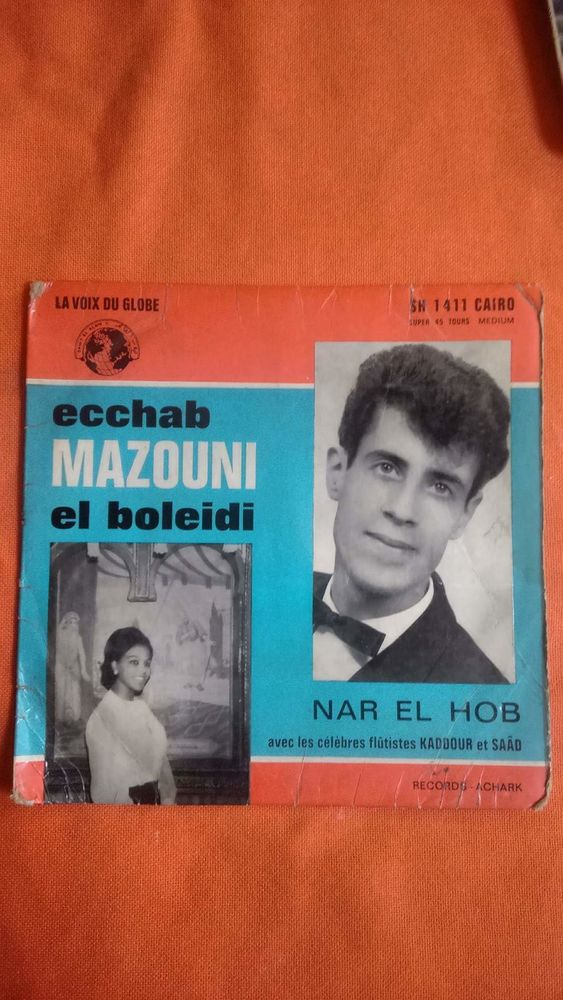 LA VOIX DU GLOBE
SH 1411 CAIRO
SUPER 45 TOURS MEDIUM
ecchab
MAZOUNI
el boleidi
NAR EL HOB
avec les célèbres flûtistes KADDOUR et SAÂD
RECORDS - ACHARK